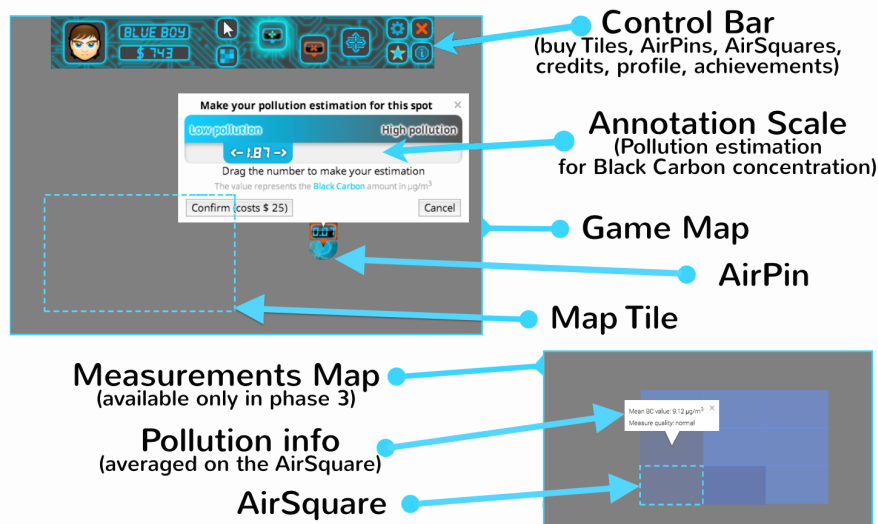 BLUE BOY
$ 743
Control Bar
(buy Tiles, AirPins, AirSquares,
credits, profile, achievements)
Make your pollution estimation for this spot ×
Low pollution High pollution
<- 1.87 ->
Drag the number to make your estimation
The value represents the Black Carbon amount in µg/m³
Confirm (costs $ 25) Cancel
Annotation Scale
(Pollution estimation
for Black Carbon concentration)
Game Map
0.01
AirPin
Map Tile
Measurements Map
(available only in phase 3)
Pollution info
(averaged on the AirSquare)
AirSquare
Mean BC value: 9.12 µg/m³ ×
Measure quality: normal